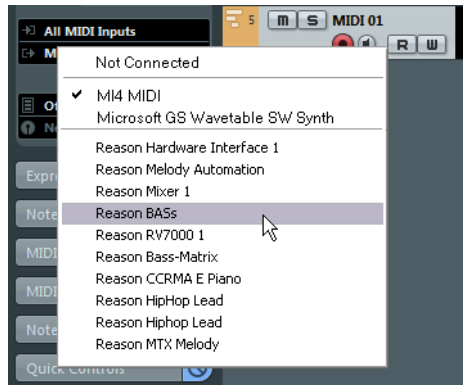 All MIDI Inputs
5 M S MIDI 01
R W
Not Connected
✔ MI4 MIDI
Microsoft GS Wavetable SW Synth
Reason Hardware Interface 1
Reason Melody Automation
Reason Mixer 1
Reason BASs
Reason RV7000 1
Reason Bass-Matrix
Reason CCRMA E Piano
Reason HipHop Lead
Reason Hiphop Lead
Reason MTX Melody
MIDI
MIDI
Quick Controls